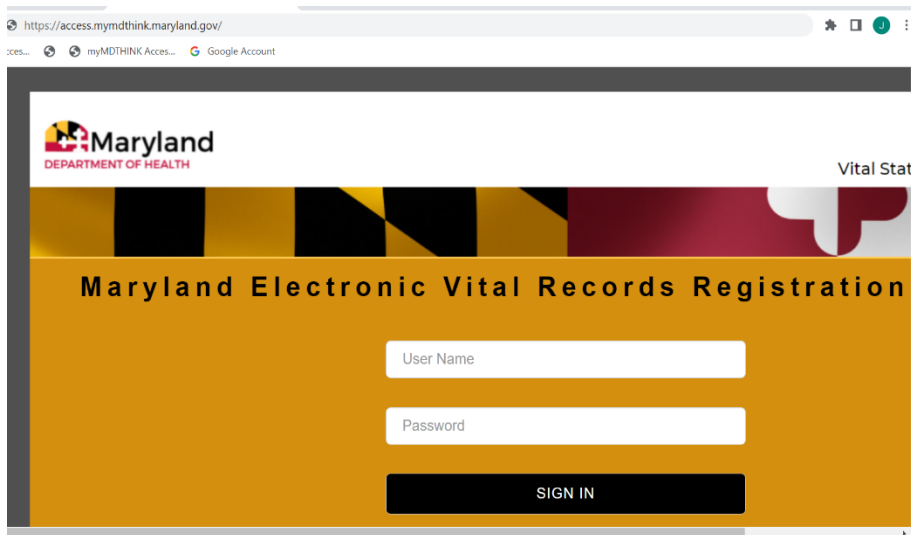 https://access.mymdthink.maryland.gov/
J
:ces... myMDTHINK Acces... G Google Account
Maryland
DEPARTMENT OF HEALTH
Vital Stat
Maryland Electronic Vital Records Registration
User Name
Password
SIGN IN